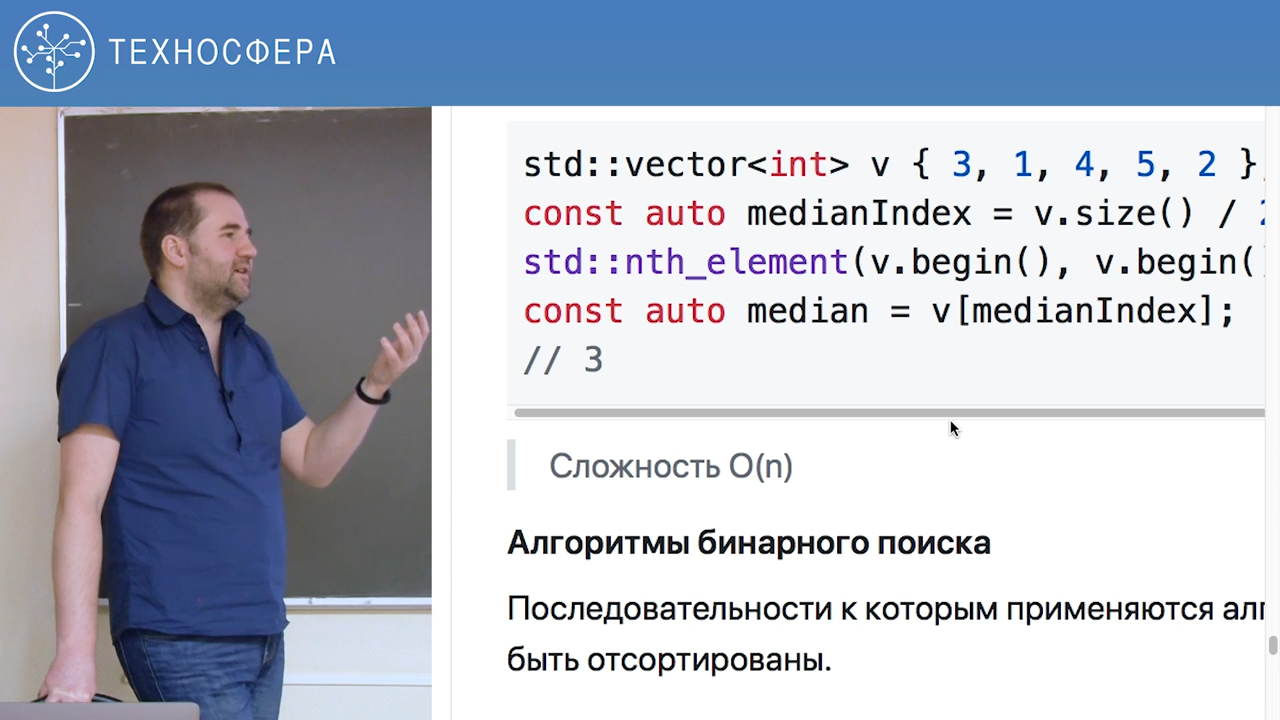 ТЕХНОСФЕРА
std::vector<int> v { 3, 1, 4, 5, 2 }
const auto medianIndex = v.size() / 2
std::nth_element(v.begin(), v.begin(
const auto median = v[medianIndex];
// 3
Сложность O(n)
Алгоритмы бинарного поиска
Последовательности к которым применяются
быть отсортированы.